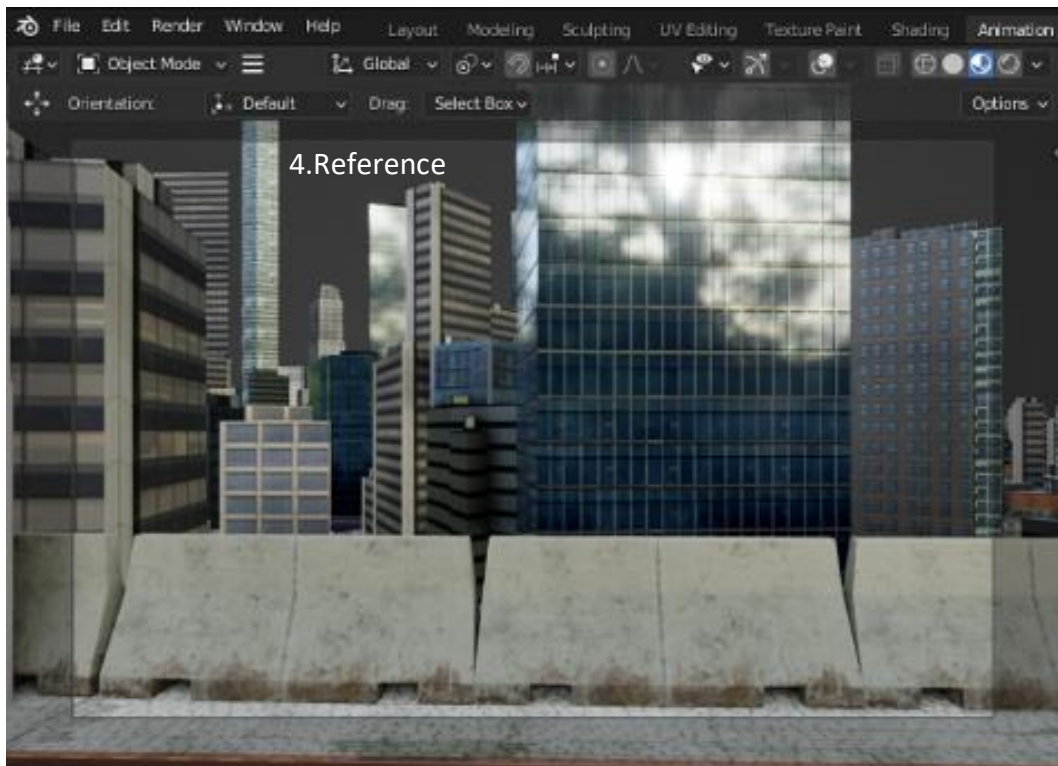 File Edit Render Window Help Layout Modeling Sculpting UV Editing Texture Paint Shading Animation
Object Mode Global
Orientation: Default Drag: Select Box Options
4.Reference